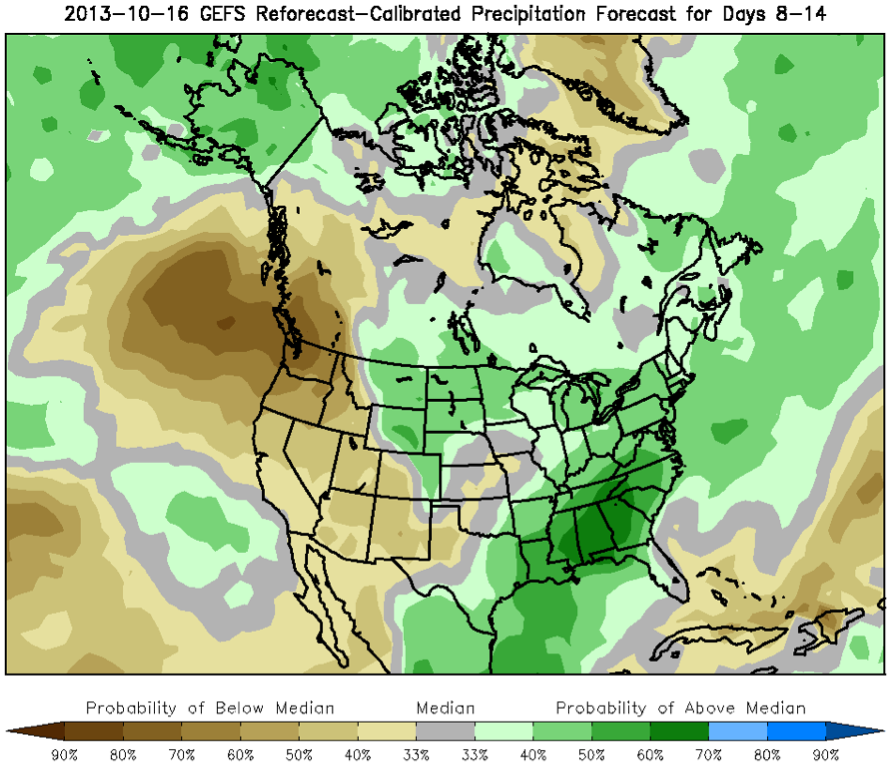 2013-10-16 GEFS Reforecast-Calibrated Precipitation Forecast for Days 8-14
Probability of Below Median Median Probability of Above Median
90% 80% 70% 60% 50% 40% 33% 33% 40% 50% 60% 70% 80% 90%